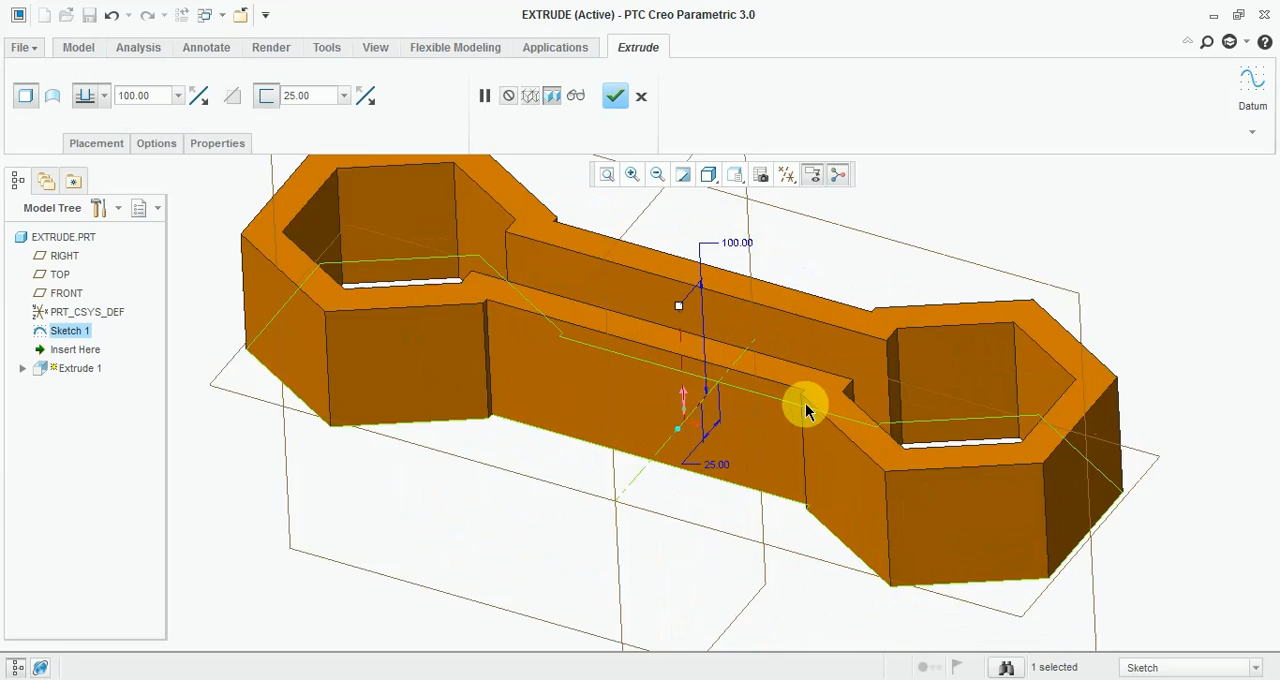 EXTRUDE (Active) - PTC Creo Parametric 3.0
File Model Analysis Annotate Render Tools View Flexible Modeling Applications Extrude
100.00 25.00
Datum
Placement Options Properties
Model Tree
EXTRUDE.PRT
RIGHT
TOP
FRONT
PRT_CSYS_DEF
Sketch 1
Insert Here
Extrude 1
100.00
25.00
1 selected Sketch